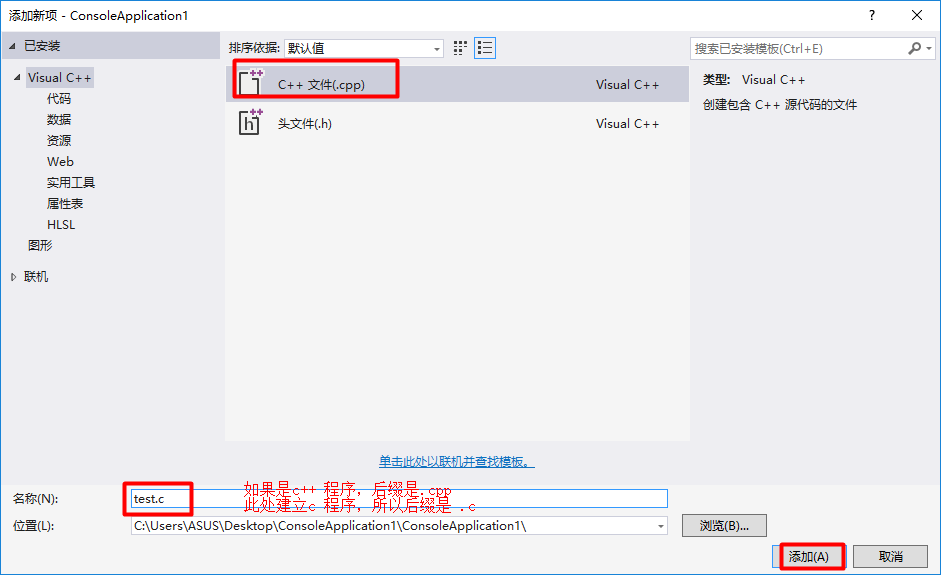 添加新项 - ConsoleApplication1
?
已安装
排序依据: 默认值
搜索已安装模板(Ctrl+E)
Visual C++
代码
数据
资源
Web
实用工具
属性表
HLSL
图形
联机
C++ 文件(.cpp) Visual C++
头文件(.h) Visual C++
类型: Visual C++
创建包含 C++ 源代码的文件
单击此处以联机并查找模板。
名称(N): test.c
如果是c++ 程序，后缀是.cpp
此处建立c 程序，所以后缀是 .c
位置(L): C:\Users\ASUS\Desktop\ConsoleApplication1\ConsoleApplication1\
浏览(B)...
添加(A) 取消